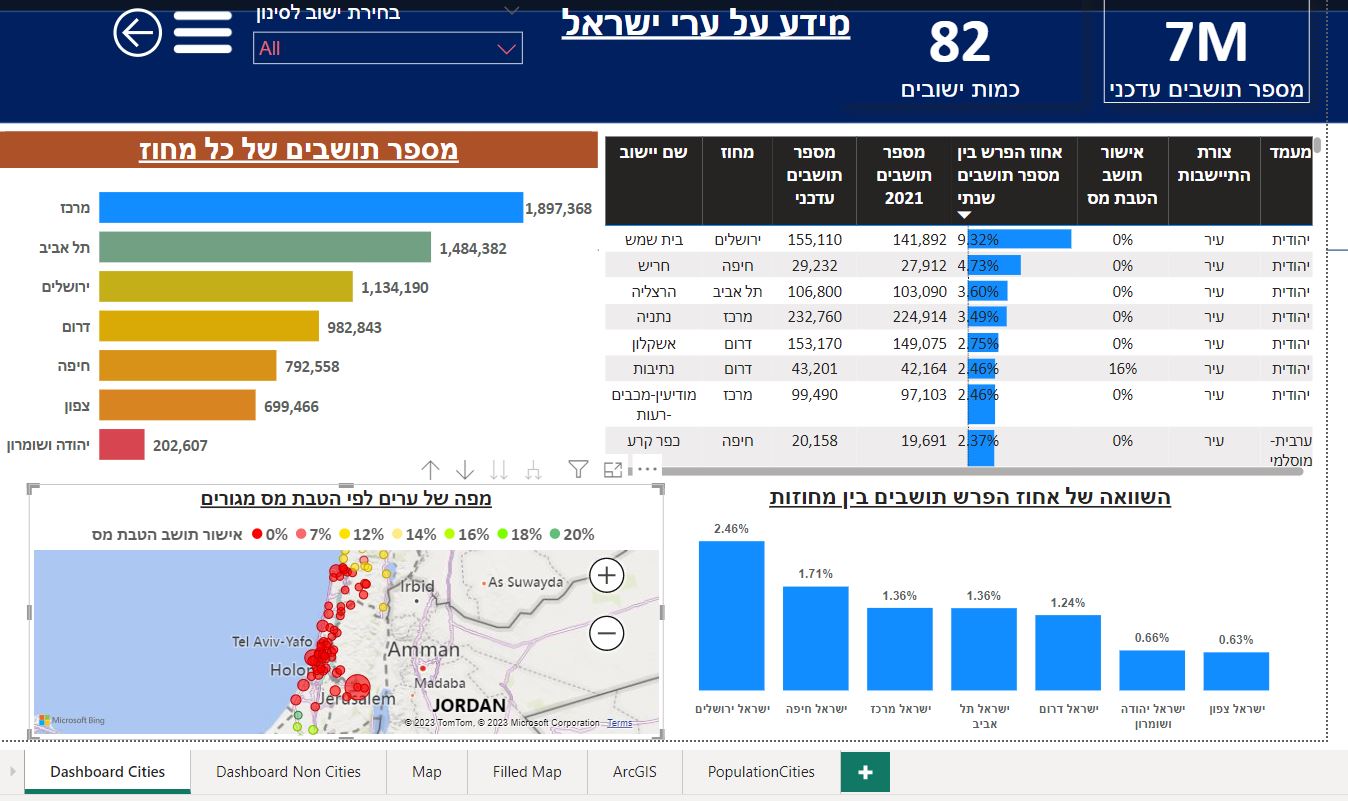 בחירת ישוב לסינון
All
מידע על ערי ישראל
82
כמות ישובים
7M
מספר תושבים עדכני
מספר תושבים של כל מחוז
מרכז 1,897,368
תל אביב 1,484,382
ירושלים 1,134,190
דרום 982,843
חיפה 792,558
צפון 699,466
יהודה ושומרון 202,607
שם יישוב
מחוז
מספר
תושבים
עדכני
מספר
תושבים
2021
אחוז הפרש בין
מספר תושבים
שנתי
אישור
תושב
הטבת מס
צורת
התיישבות
מעמד
בית שמש ירושלים 155,110 141,892 9.32% 0% עיר יהודית
חריש חיפה 29,232 27,912 4.73% 0% עיר יהודית
הרצליה תל אביב 106,800 103,090 3.60% 0% עיר יהודית
נתניה מרכז 232,760 224,914 3.49% 0% עיר יהודית
אשקלון דרום 153,170 149,075 2.75% 0% עיר יהודית
נתיבות דרום 43,201 42,164 2.46% 16% עיר יהודית
מודיעין-מכבים מרכז 99,490 97,103 2.46% 0% עיר יהודית
-רעות
כפר קרע חיפה 20,158 19,691 2.37% 0% עיר ערבית-
מוסלמי
מפה של ערים לפי הטבת מס מגורים
אישור תושב הטבת מס 0% 7% 12% 14% 16% 18% 20%
Irbid
As Suwayda
Tel Aviv-Yafo
Amman
Holon
Madaba
Jerusalem
JORDAN
Microsoft Bing
© 2023 TomTom, © 2023 Microsoft Corporation Terms
השוואה של אחוז הפרש תושבים בין מחוזות
2.46%
1.71%
1.36%
1.36%
1.24%
0.66%
0.63%
ישראל ירושלים
ישראל חיפה
ישראל מרכז
ישראל תל
אביב
ישראל דרום
ישראל יהודה
ושומרון
ישראל צפון
Dashboard Cities
Dashboard Non Cities
Map
Filled Map
ArcGIS
PopulationCities